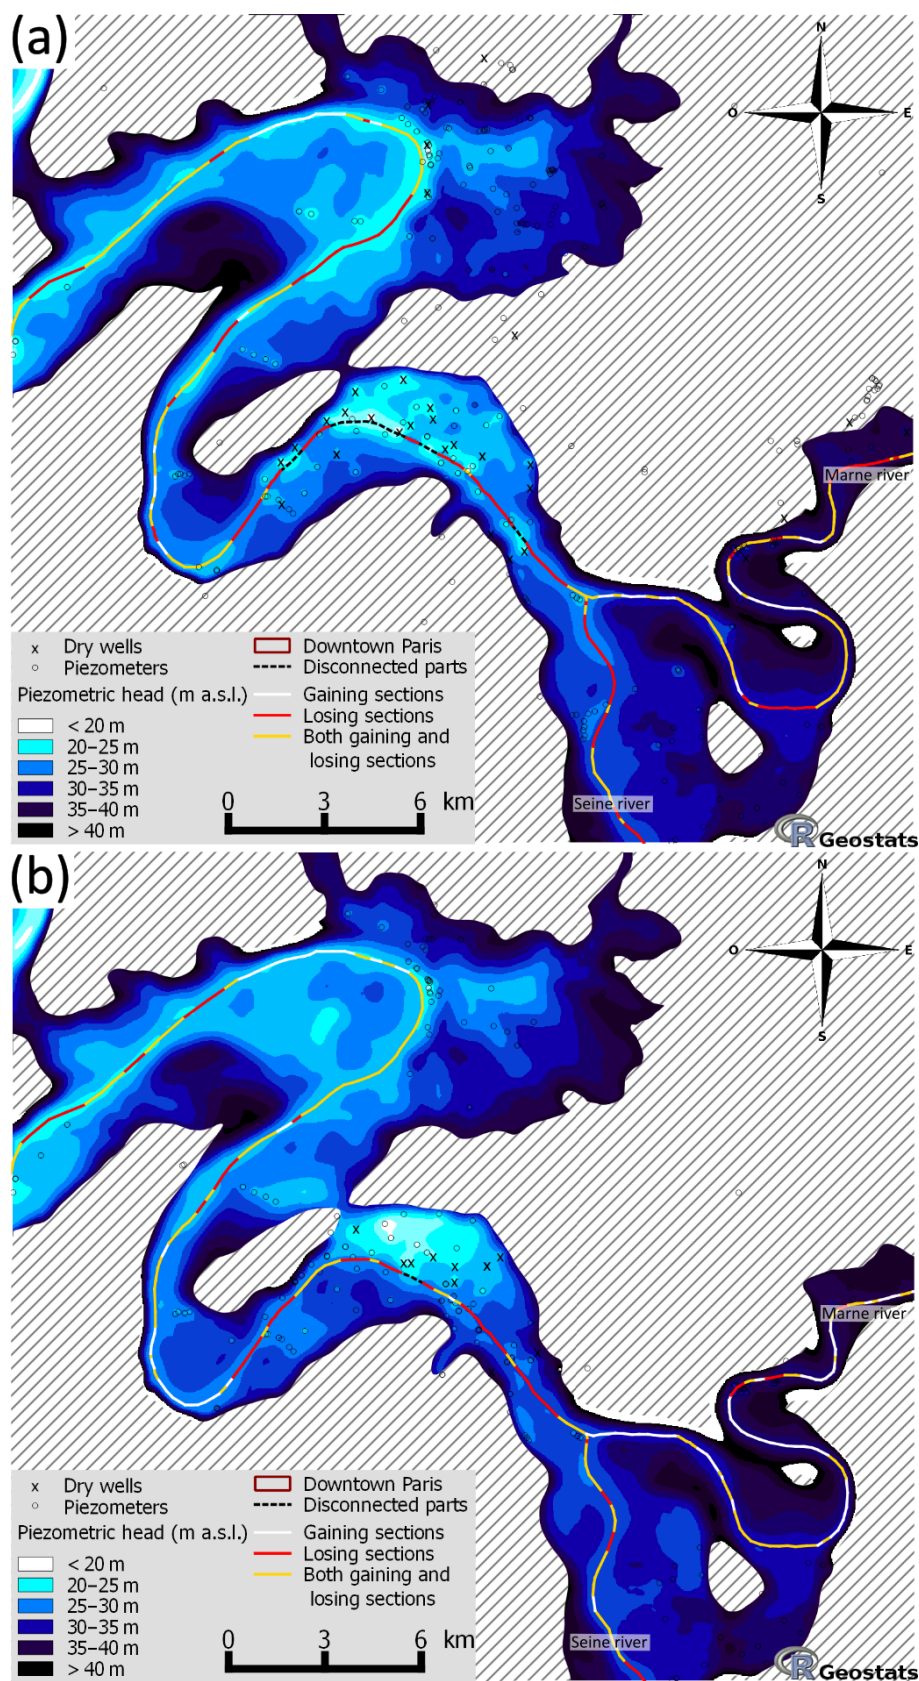 (a)
N
O
E
S
Marne river
Seine river
x Dry wells
Piezometers
Piezometric head (m a.s.l.)
< 20 m
20–25 m
25–30 m
30–35 m
35–40 m
> 40 m
Downtown Paris
Disconnected parts
Gaining sections
Losing sections
Both gaining and
losing sections
0 3 6 km
R Geostats
(b)
N
O
E
S
Marne river
Seine river
x Dry wells
Piezometers
Piezometric head (m a.s.l.)
< 20 m
20–25 m
25–30 m
30–35 m
35–40 m
> 40 m
Downtown Paris
Disconnected parts
Gaining sections
Losing sections
Both gaining and
losing sections
0 3 6 km
R Geostats